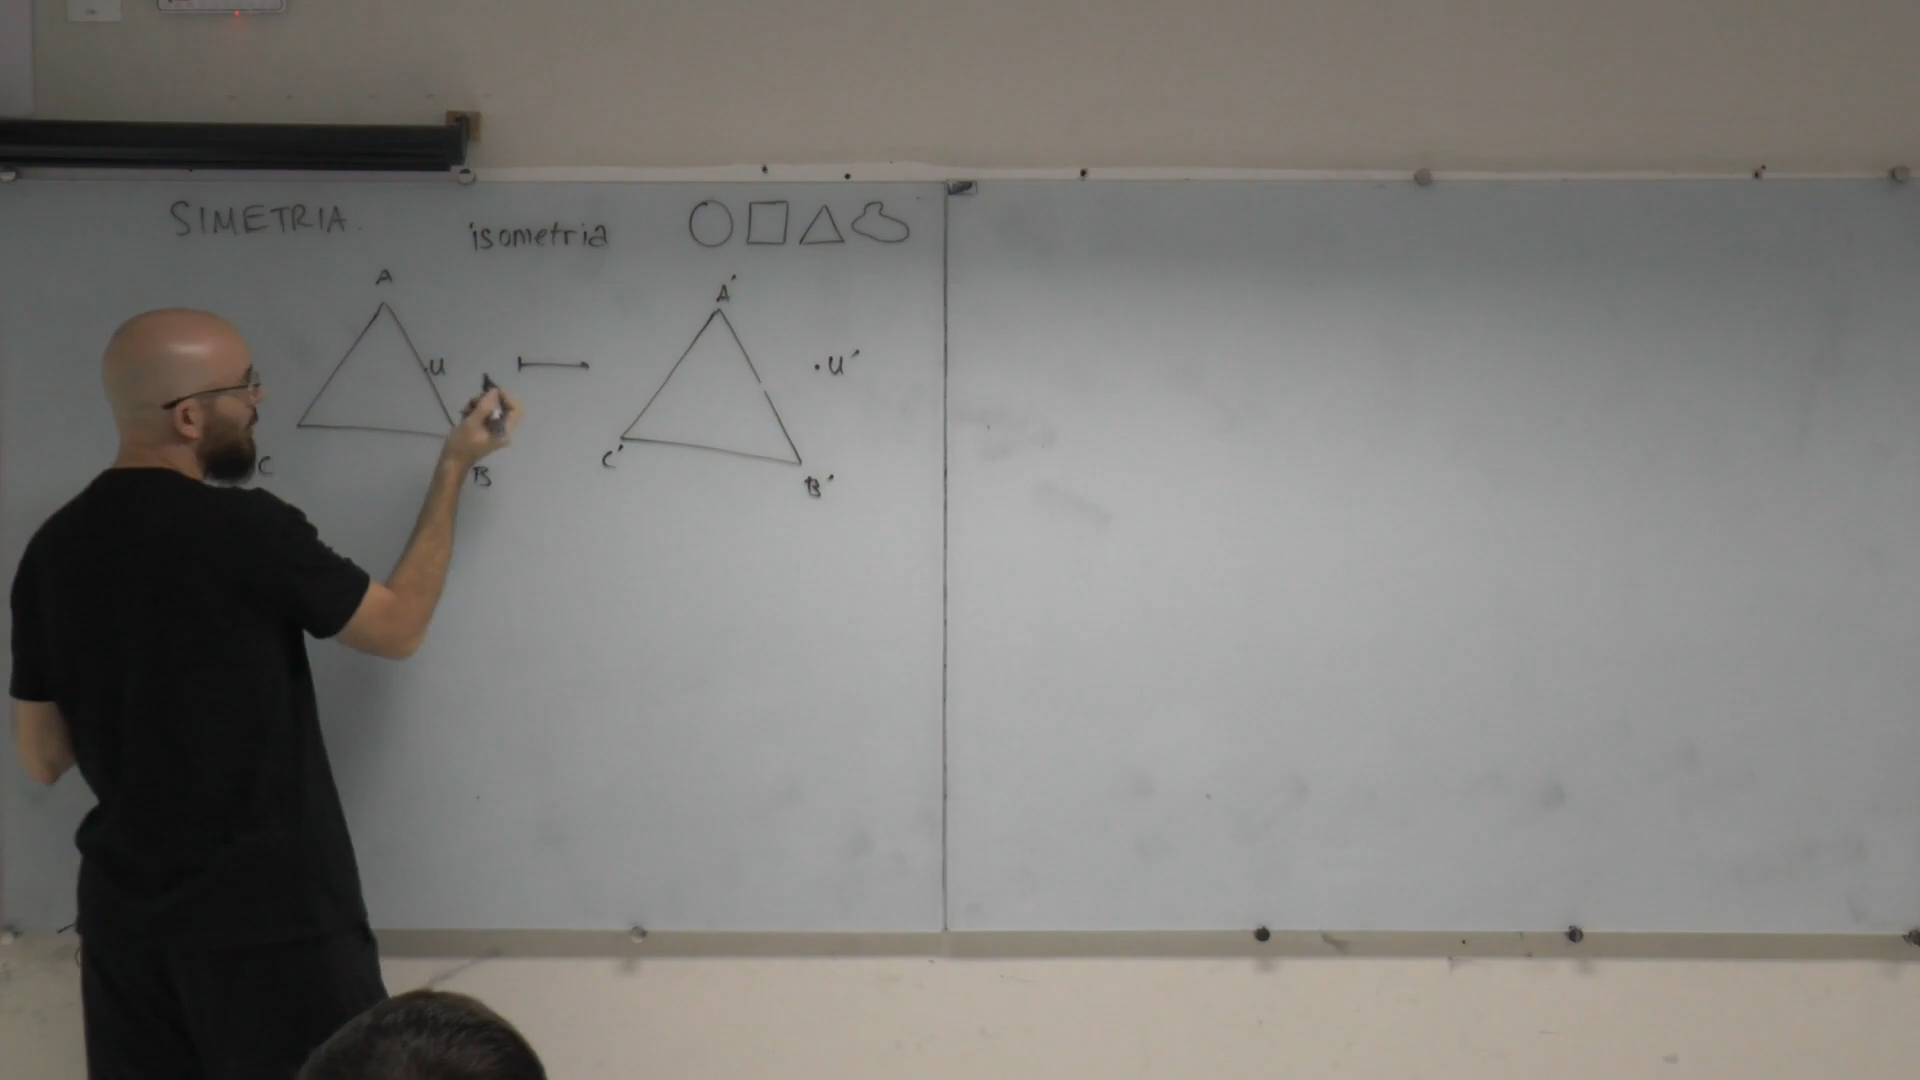 SIMETRIA.
isometria
A
A'
U
.U'
C
B
C'
B'